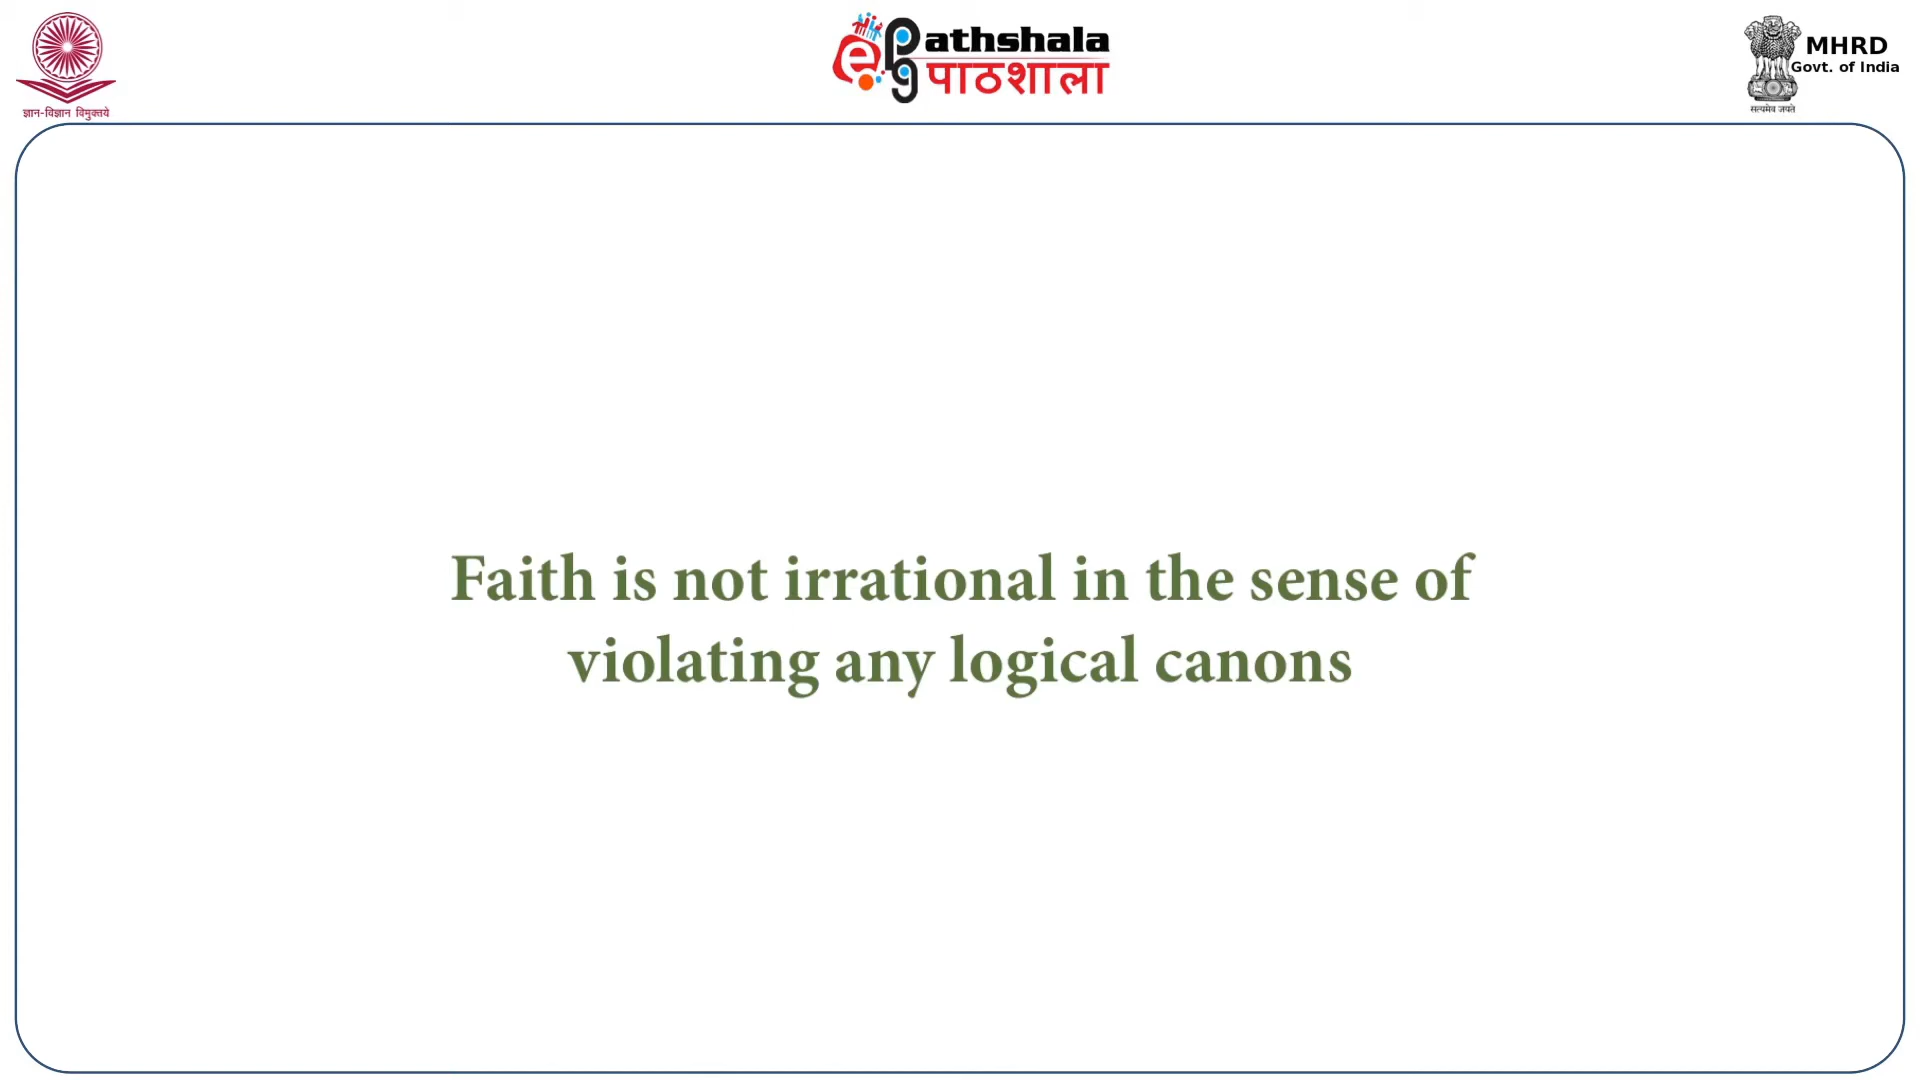 ज्ञान-विज्ञान विमुक्तये
e
PG
athshala
पाठशाला
MHRD
Govt. of India
सत्यमेव जयते
Faith is not irrational in the sense of
violating any logical canons